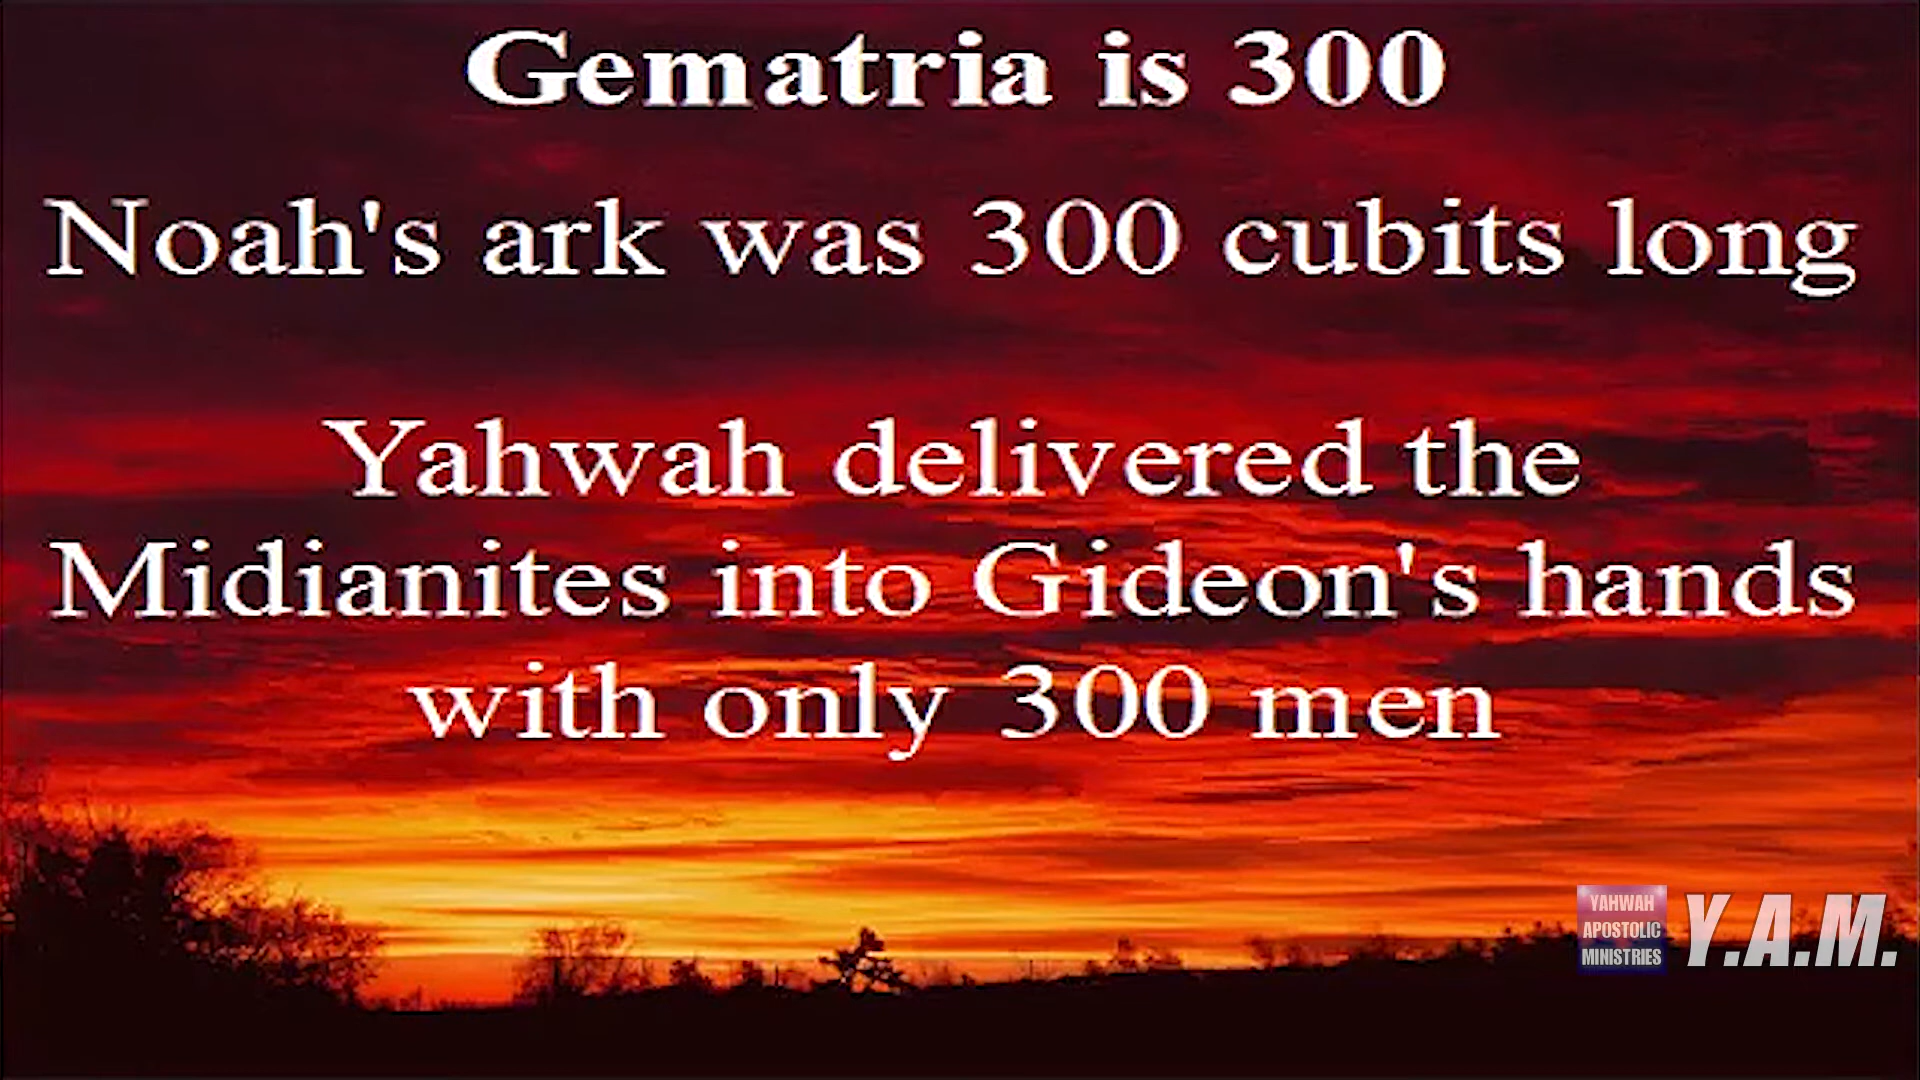 Gematria is 300
Noah's ark was 300 cubits long
Yahwah delivered the
Midianites into Gideon's hands
with only 300 men
YAHWAH
APOSTOLIC
MINISTRIES
Y.A.M.